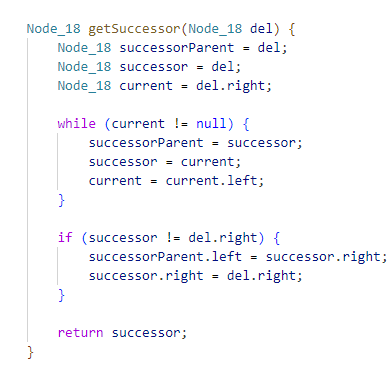 Node_18 getSuccessor(Node_18 del) {
    Node_18 successorParent = del;
    Node_18 successor = del;
    Node_18 current = del.right;

    while (current != null) {
        successorParent = successor;
        successor = current;
        current = current.left;
    }

    if (successor != del.right) {
        successorParent.left = successor.right;
        successor.right = del.right;
    }

    return successor;
}